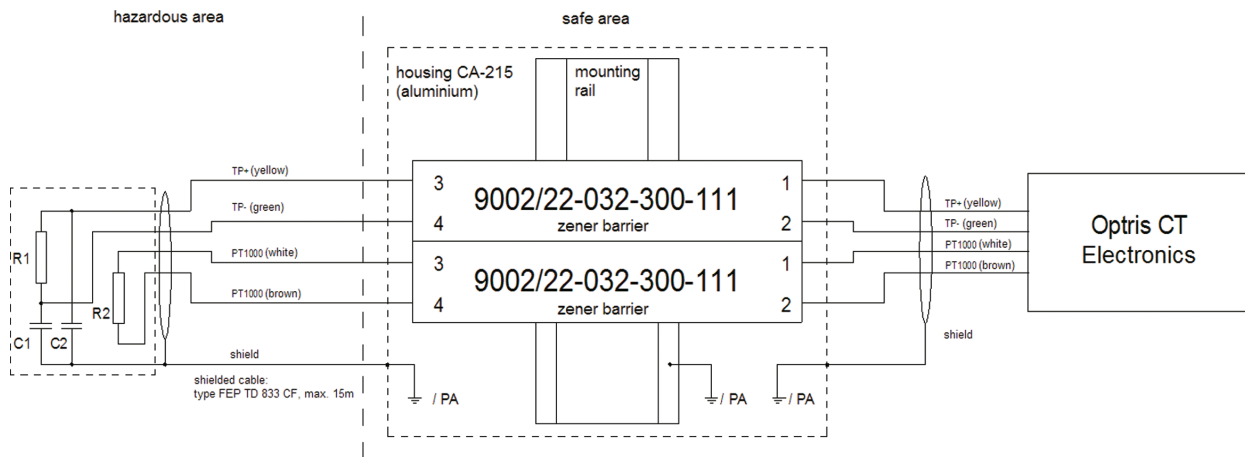 hazardous area
safe area
housing CA-215
(aluminium)
mounting
rail
TP+ (yellow)
TP- (green)
PT1000 (white)
PT1000 (brown)
3
4
9002/22-032-300-111
zener barrier
1
2
3
4
9002/22-032-300-111
zener barrier
1
2
TP+ (yellow)
TP- (green)
PT1000 (white)
PT1000 (brown)
Optris CT
Electronics
R1
R2
C1
C2
shield
shielded cable:
type FEP TD 833 CF, max. 15m
/ PA
/ PA
/ PA
shield